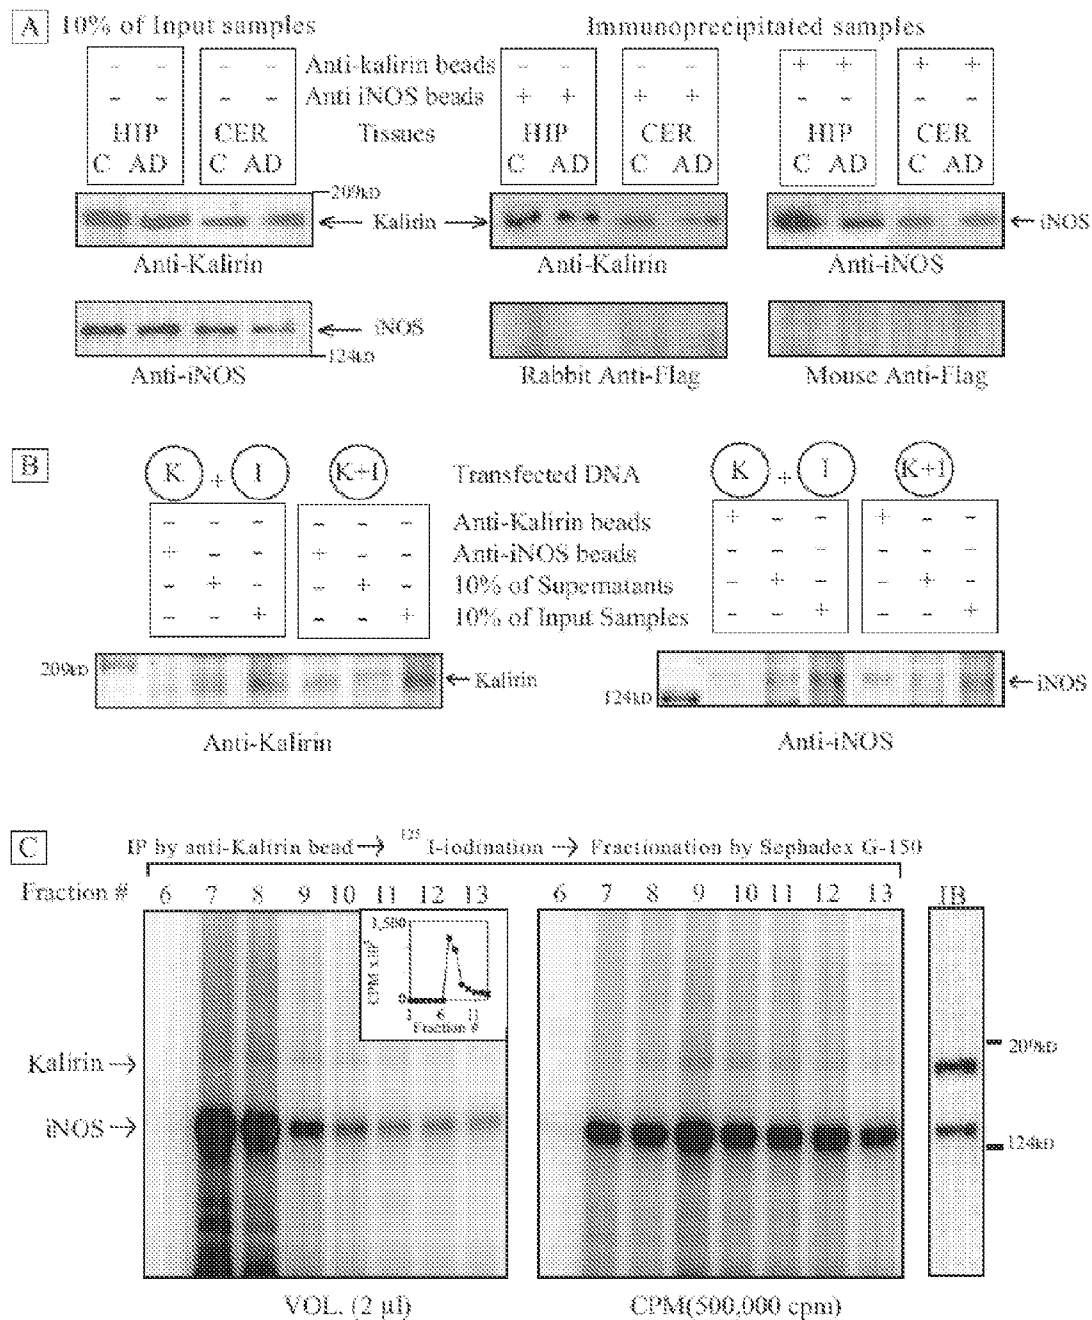 A 10% of Input samples Immunoprecipitated samples
- - - - Anti-kalirin beads - - - - + + + +
- - - - Anti iNOS beads + + + + - - - -
HIP CER Tissues HIP CER HIP CER
C AD C AD C AD C AD C AD C AD
209kD
Kalirin
iNOS
Anti-Kalirin Anti-Kalirin Anti-iNOS
iNOS
124kD
Anti-iNOS Rabbit Anti-Flag Mouse Anti-Flag
B K + I K+I Transfected DNA K + I K+I
- - - - - - Anti-Kalirin beads + - - + - -
+ - - + - - Anti-iNOS beads - - - - - -
- + - - + - 10% of Supernatants - + - - + -
- - + - - + 10% of Input Samples - - + - - +
209kD Kalirin 124kD iNOS
Anti-Kalirin Anti-iNOS
C IP by anti-Kalirin bead → 125 I-iodination → Fractionation by Sephadex G-150
Fraction # 6 7 8 9 10 11 12 13 6 7 8 9 10 11 12 13 IB
3,500
CPM x
0
6 11
Fraction #
209kD
Kalirin →
iNOS →
124kD
VOL. (2 µl) CPM(500,000 cpm)